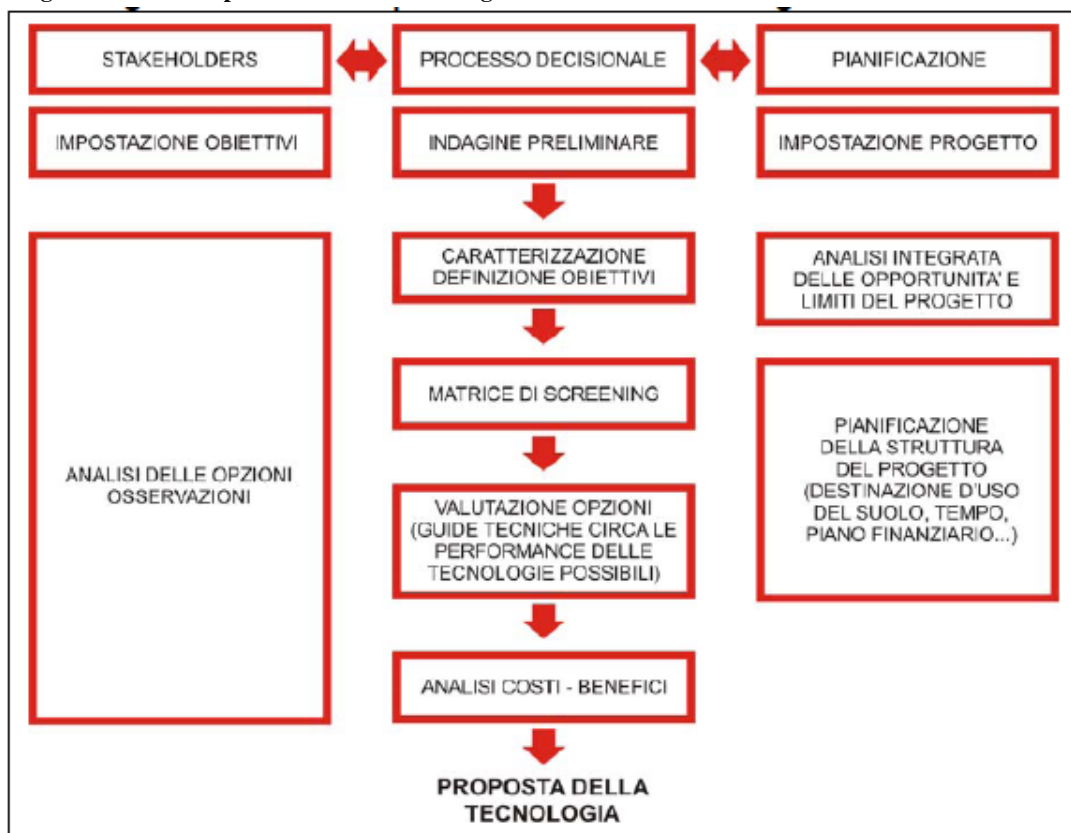 STAKEHOLDERS
PROCESSO DECISIONALE
PIANIFICAZIONE
IMPOSTAZIONE OBIETTIVI
INDAGINE PRELIMINARE
IMPOSTAZIONE PROGETTO
CARATTERIZZAZIONE
DEFINIZIONE OBIETTIVI
ANALISI INTEGRATA
DELLE OPPORTUNITA' E
LIMITI DEL PROGETTO
MATRICE DI SCREENING
ANALISI DELLE OPZIONI
OSSERVAZIONI
PIANIFICAZIONE
DELLA STRUTTURA
DEL PROGETTO
(DESTINAZIONE D'USO
DEL SUOLO, TEMPO,
PIANO FINANZIARIO...)
VALUTAZIONE OPZIONI
(GUIDE TECNICHE CIRCA LE
PERFORMANCE DELLE
TECNOLOGIE POSSIBILI)
ANALISI COSTI - BENEFICI
PROPOSTA DELLA
TECNOLOGIA